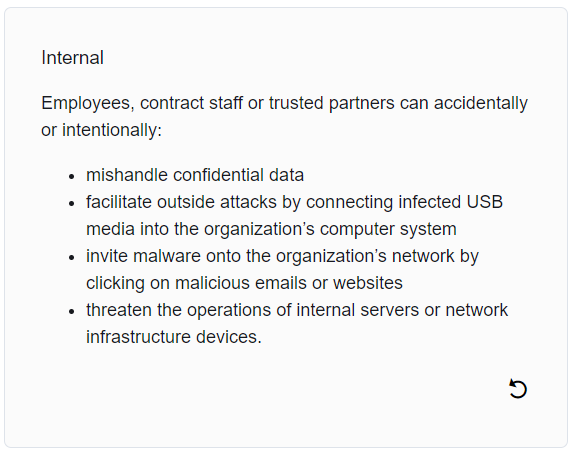 Internal
Employees, contract staff or trusted partners can accidentally
or intentionally:
• mishandle confidential data
• facilitate outside attacks by connecting infected USB
media into the organization’s computer system
• invite malware onto the organization’s network by
clicking on malicious emails or websites
• threaten the operations of internal servers or network
infrastructure devices.